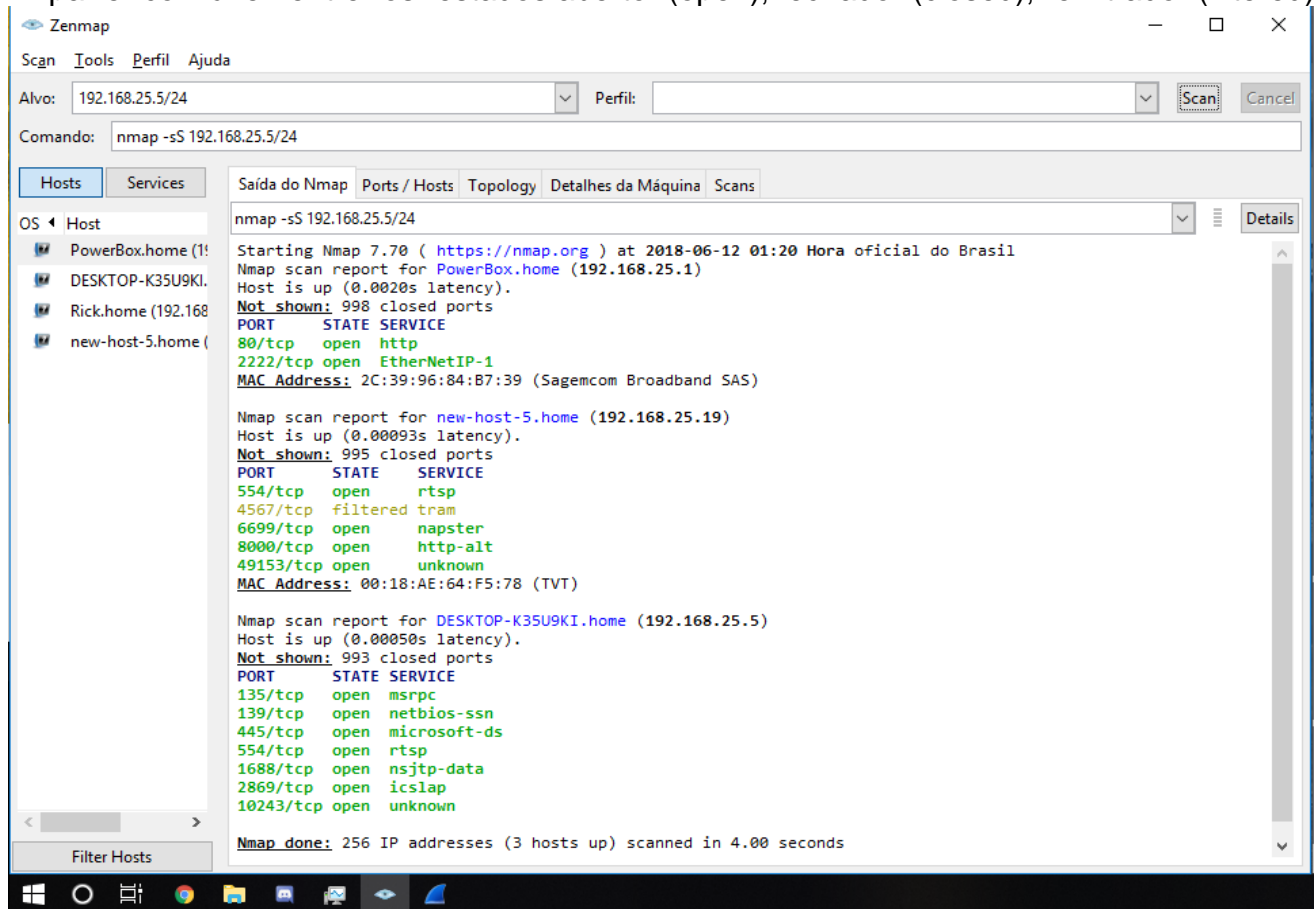 Zenmap
Scan Tools Perfil Ajuda
Alvo: 192.168.25.5/24 Perfil: Scan Cancel
Comando: nmap -sS 192.168.25.5/24
Hosts Services
OS Host
PowerBox.home (19
DESKTOP-K35U9KI.
Rick.home (192.168
new-host-5.home (
Filter Hosts
Saída do Nmap Ports / Hosts Topology Detalhes da Máquina Scans
nmap -sS 192.168.25.5/24 Details
Starting Nmap 7.70 ( https://nmap.org ) at 2018-06-12 01:20 Hora oficial do Brasil
Nmap scan report for PowerBox.home (192.168.25.1)
Host is up (0.0020s latency).
Not shown: 998 closed ports
PORT STATE SERVICE
80/tcp open http
2222/tcp open EtherNetIP-1
MAC Address: 2C:39:96:84:B7:39 (Sagemcom Broadband SAS)
Nmap scan report for new-host-5.home (192.168.25.19)
Host is up (0.00093s latency).
Not shown: 995 closed ports
PORT STATE SERVICE
554/tcp open rtsp
4567/tcp filtered tram
6699/tcp open napster
8000/tcp open http-alt
49153/tcp open unknown
MAC Address: 00:18:AE:64:F5:78 (TVT)
Nmap scan report for DESKTOP-K35U9KI.home (192.168.25.5)
Host is up (0.00050s latency).
Not shown: 993 closed ports
PORT STATE SERVICE
135/tcp open msrpc
139/tcp open netbios-ssn
445/tcp open microsoft-ds
554/tcp open rtsp
1688/tcp open nsjtp-data
2869/tcp open icslap
10243/tcp open unknown
Nmap done: 256 IP addresses (3 hosts up) scanned in 4.00 seconds